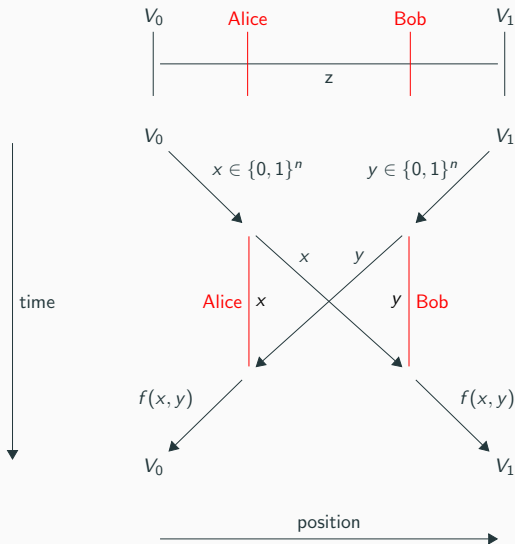 V₀ Alice Bob V₁
z
V₀ V₁
x ∈ {0, 1}ⁿ y ∈ {0, 1}ⁿ
x y
time Alice x y Bob
f(x, y) f(x, y)
V₀ V₁
position